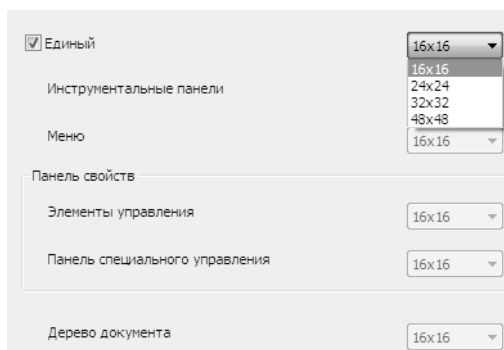 Единый 16x16
16x16
24x24
Инструментальные панели
32x32
48x48
Меню 16x16
Панель свойств
Элементы управления 16x16
Панель специального управления 16x16
Дерево документа 16x16